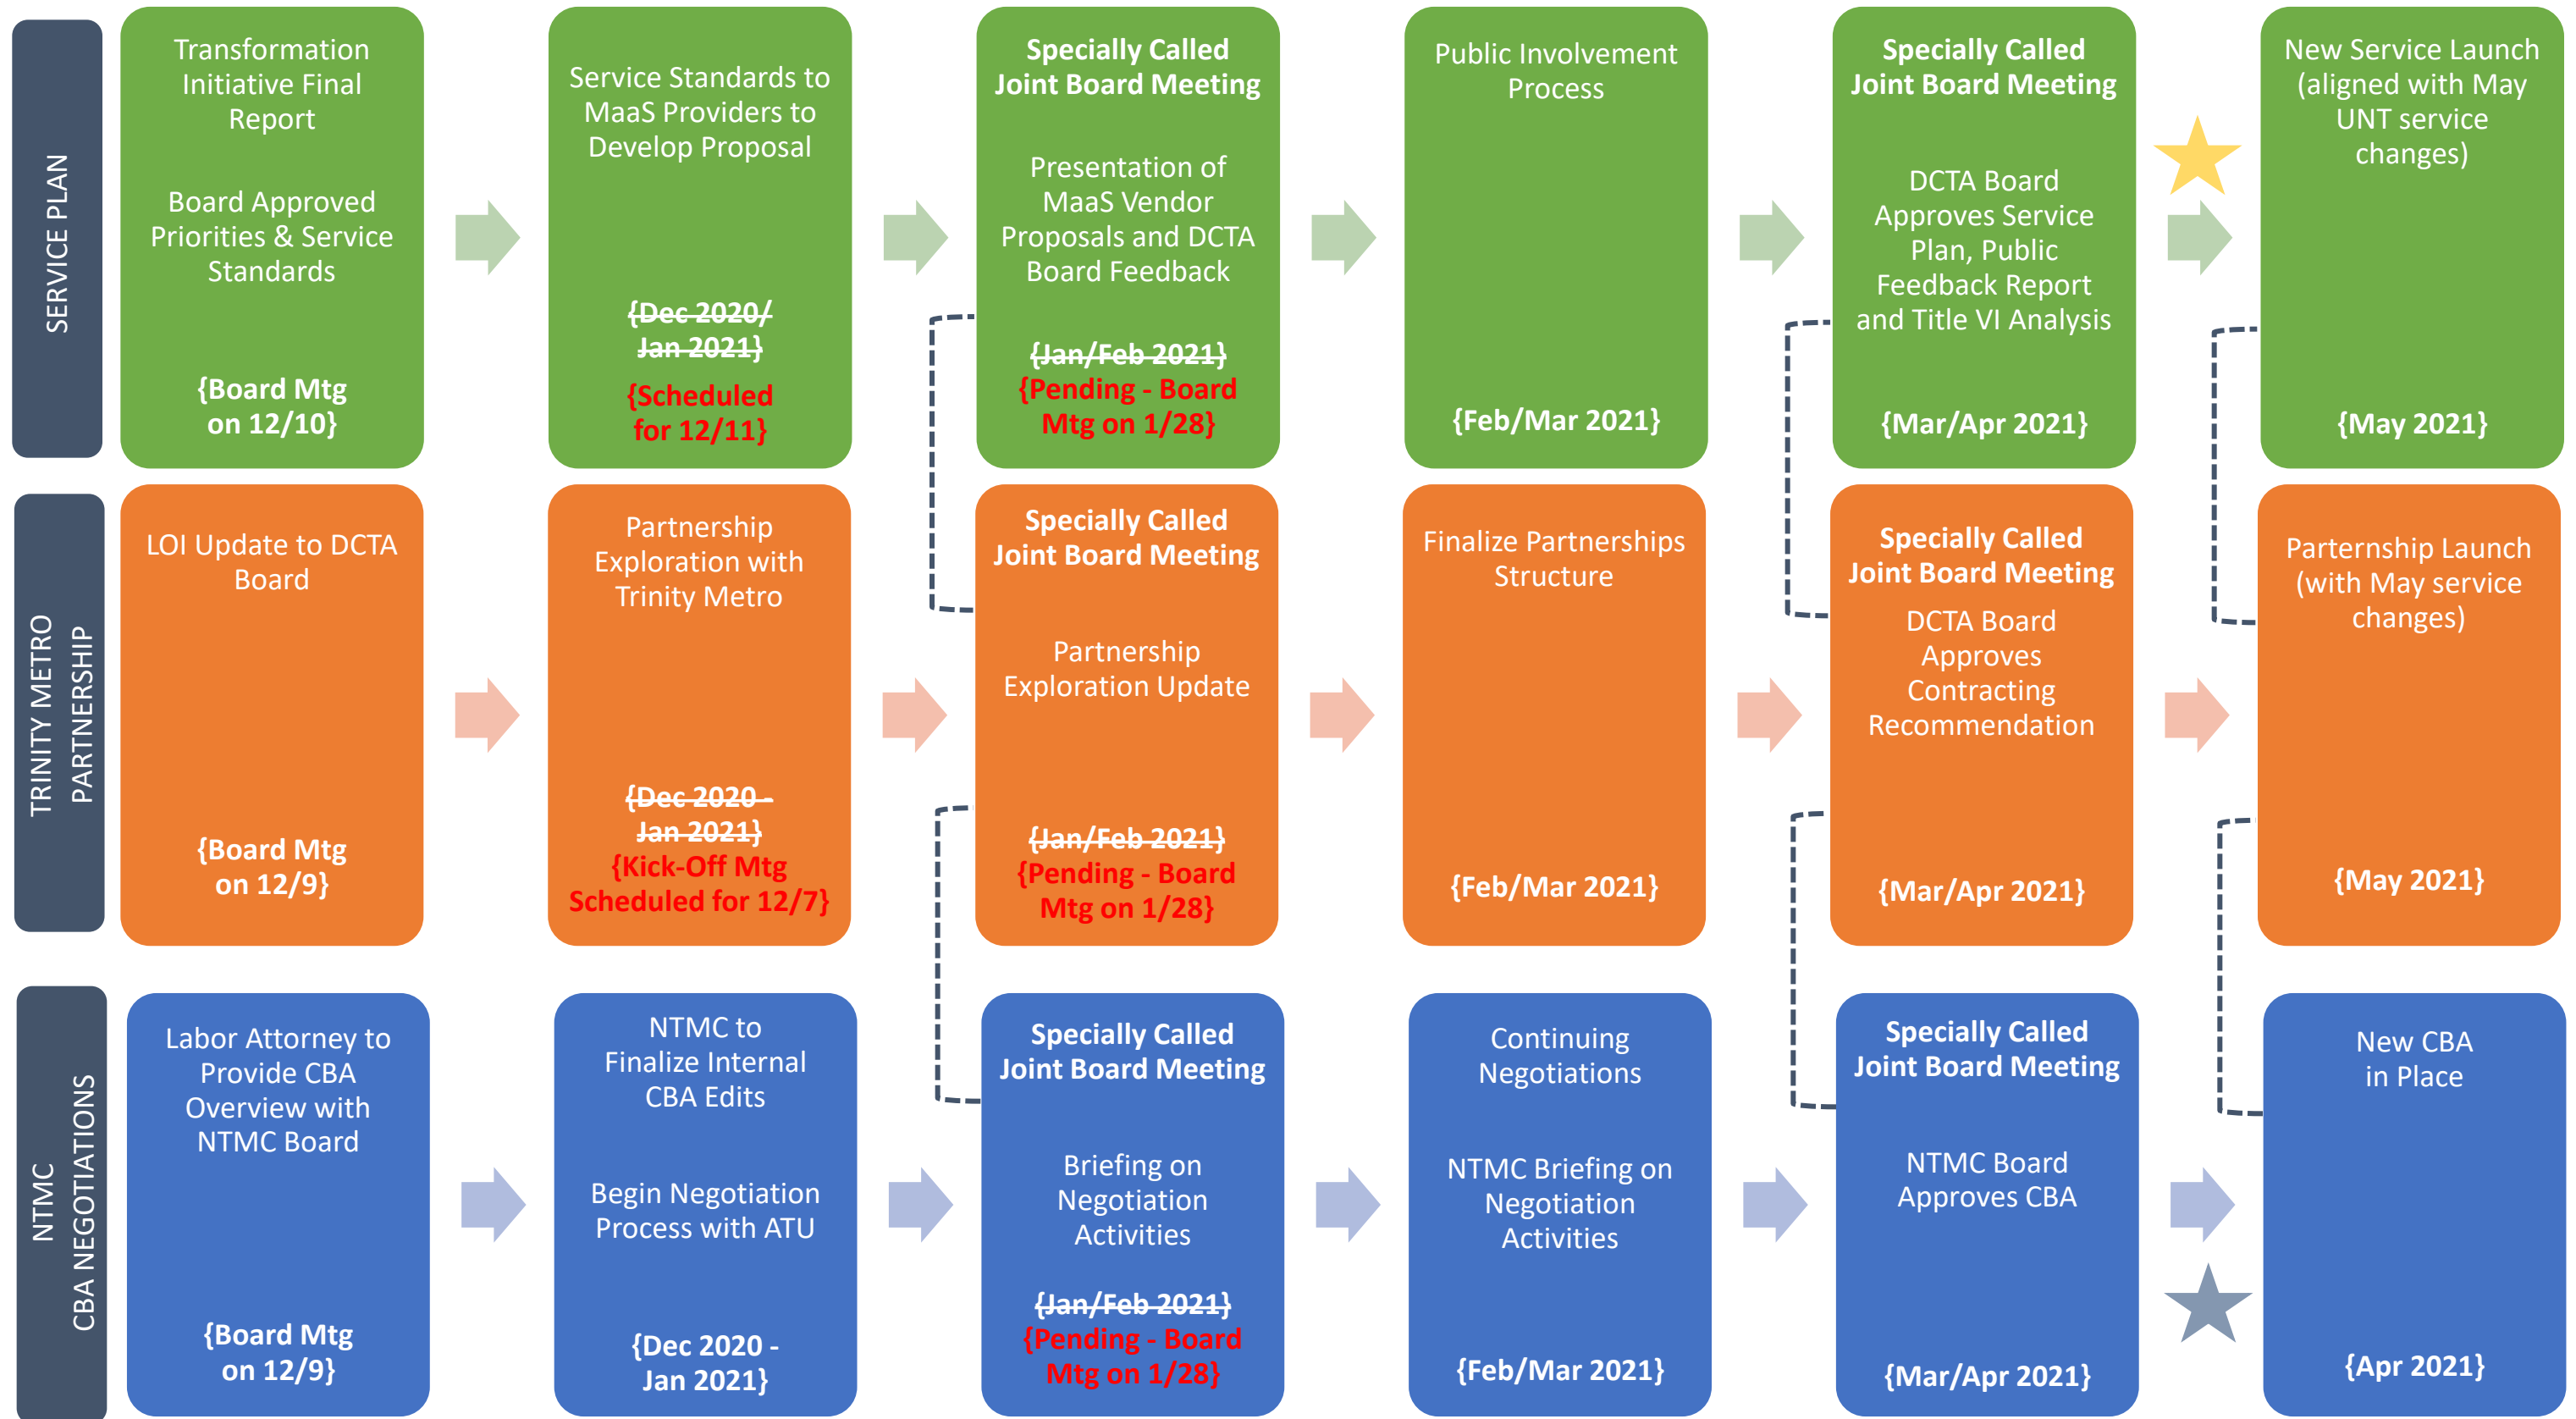 SERVICE PLAN
Transformation
Initiative Final
Report
Board Approved
Priorities & Service
Standards
{Board Mtg
on 12/10}
Service Standards to
MaaS Providers to
Develop Proposal
{Dec 2020/
Jan 2021}
{Scheduled
for 12/11}
Specially Called
Joint Board Meeting
Presentation of
MaaS Vendor
Proposals and DCTA
Board Feedback
{Jan/Feb 2021}
{Pending - Board
Mtg on 1/28}
Public Involvement
Process
{Feb/Mar 2021}
Specially Called
Joint Board Meeting
DCTA Board
Approves Service
Plan, Public
Feedback Report
and Title VI Analysis
{Mar/Apr 2021}
New Service Launch
(aligned with May
UNT service
changes)
{May 2021}
TRINITY METRO
PARTNERSHIP
LOI Update to DCTA
Board
{Board Mtg
on 12/9}
Partnership
Exploration with
Trinity Metro
{Dec 2020 -
Jan 2021}
{Kick-Off Mtg
Scheduled for 12/7}
Specially Called
Joint Board Meeting
Partnership
Exploration Update
{Jan/Feb 2021}
{Pending - Board
Mtg on 1/28}
Finalize Partnerships
Structure
{Feb/Mar 2021}
Specially Called
Joint Board Meeting
DCTA Board
Approves
Contracting
Recommendation
{Mar/Apr 2021}
Parternship Launch
(with May service
changes)
{May 2021}
NTMC
CBA NEGOTIATIONS
Labor Attorney to
Provide CBA
Overview with
NTMC Board
{Board Mtg
on 12/9}
NTMC to
Finalize Internal
CBA Edits
Begin Negotiation
Process with ATU
{Dec 2020 -
Jan 2021}
Specially Called
Joint Board Meeting
Briefing on
Negotiation
Activities
{Jan/Feb 2021}
{Pending - Board
Mtg on 1/28}
Continuing
Negotiations
NTMC Briefing on
Negotiation
Activities
{Feb/Mar 2021}
Specially Called
Joint Board Meeting
NTMC Board
Approves CBA
{Mar/Apr 2021}
New CBA
in Place
{Apr 2021}